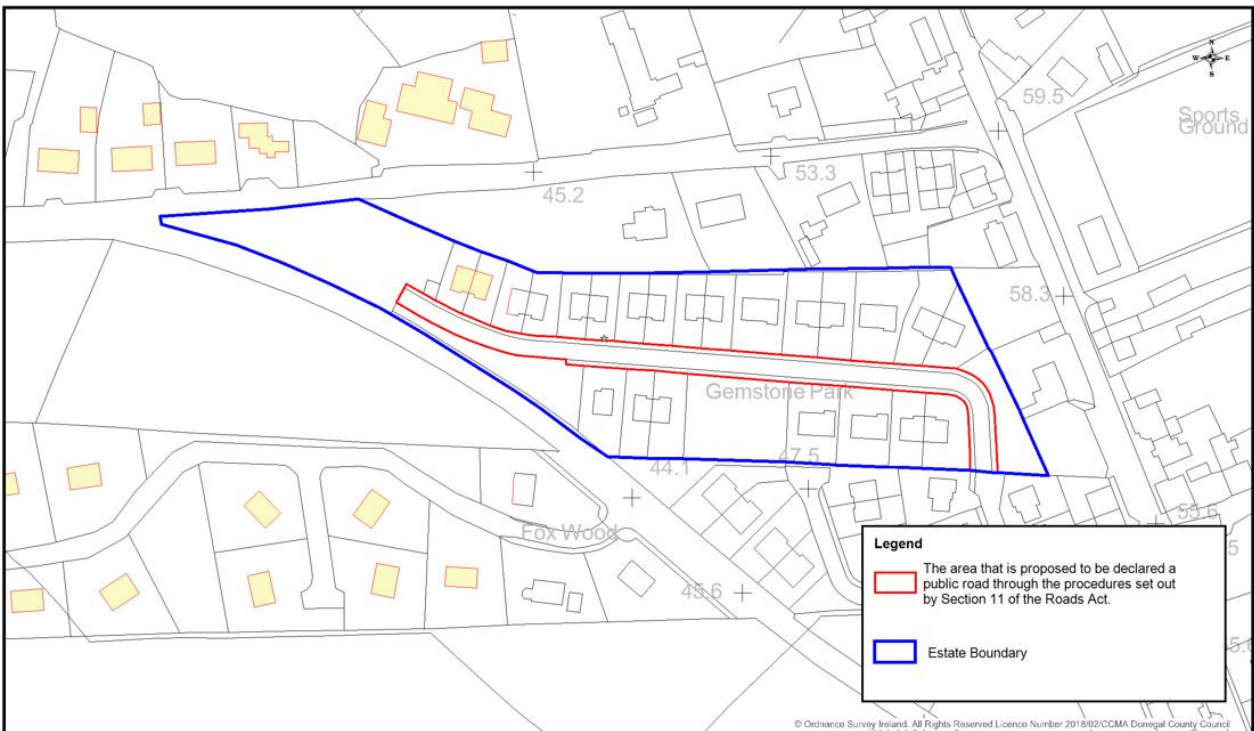 N
W E
S
59.5
Sports
Ground
53.3
45.2
58.3
Gemstone Park
47.5
44.1
Fox Wood
55.6
45.6
Legend
The area that is proposed to be declared a
public road through the procedures set out
by Section 11 of the Roads Act.
Estate Boundary
© Ordnance Survey Ireland. All Rights Reserved Licence Number 2018/02/CCMA Donegal County Council